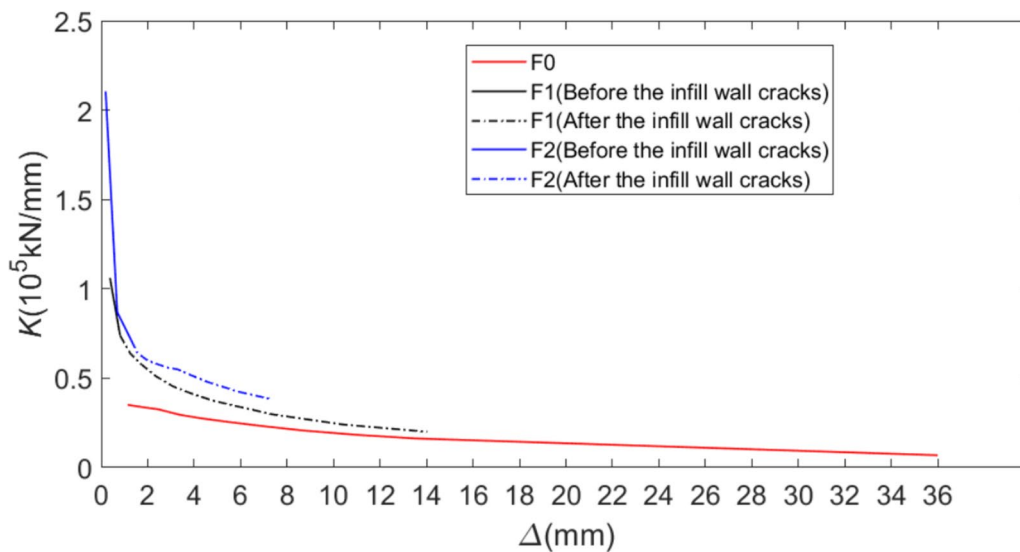 2.5
2
1.5
1
0.5
0
K(10⁵kN/mm)
F0
F1(Before the infill wall cracks)
F1(After the infill wall cracks)
F2(Before the infill wall cracks)
F2(After the infill wall cracks)
0 2 4 6 8 10 12 14 16 18 20 22 24 26 28 30 32 34 36
Δ(mm)